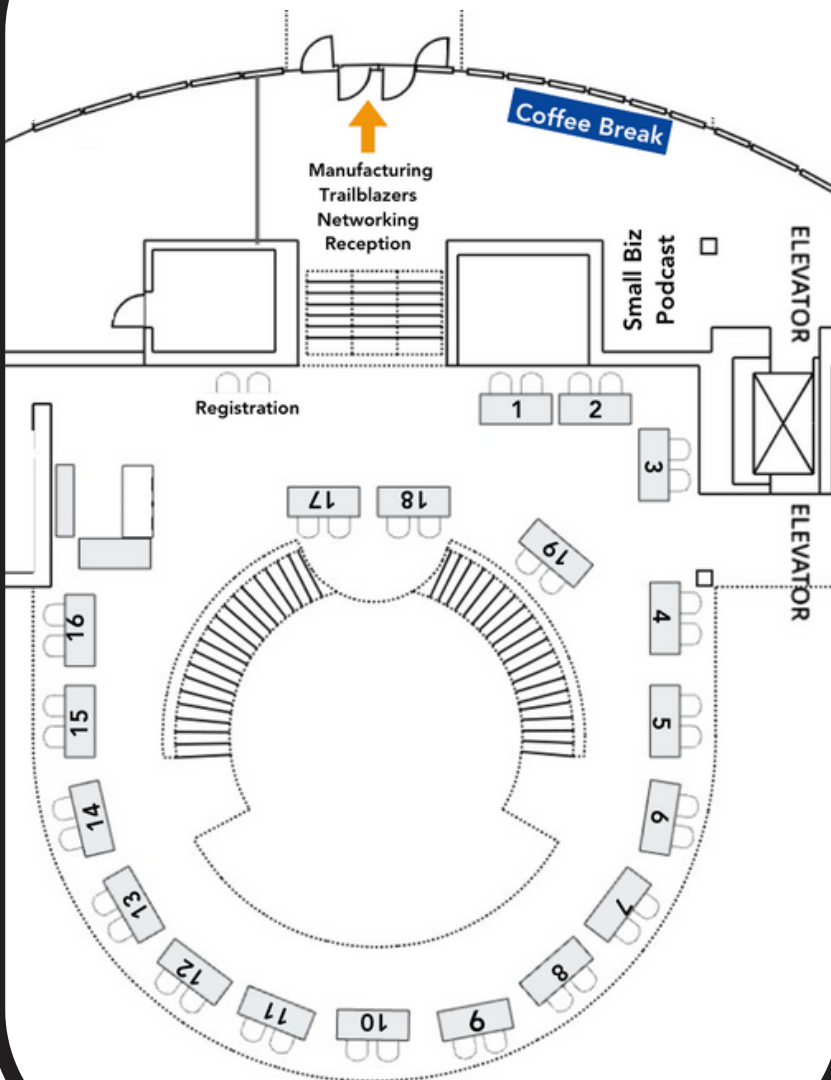 Coffee Break
Manufacturing
Trailblazers
Networking
Reception
Small Biz
Podcast
ELEVATOR
Registration
1
2
3
17
18
19
ELEVATOR
16
4
15
5
14
6
13
7
12
8
11
10
9